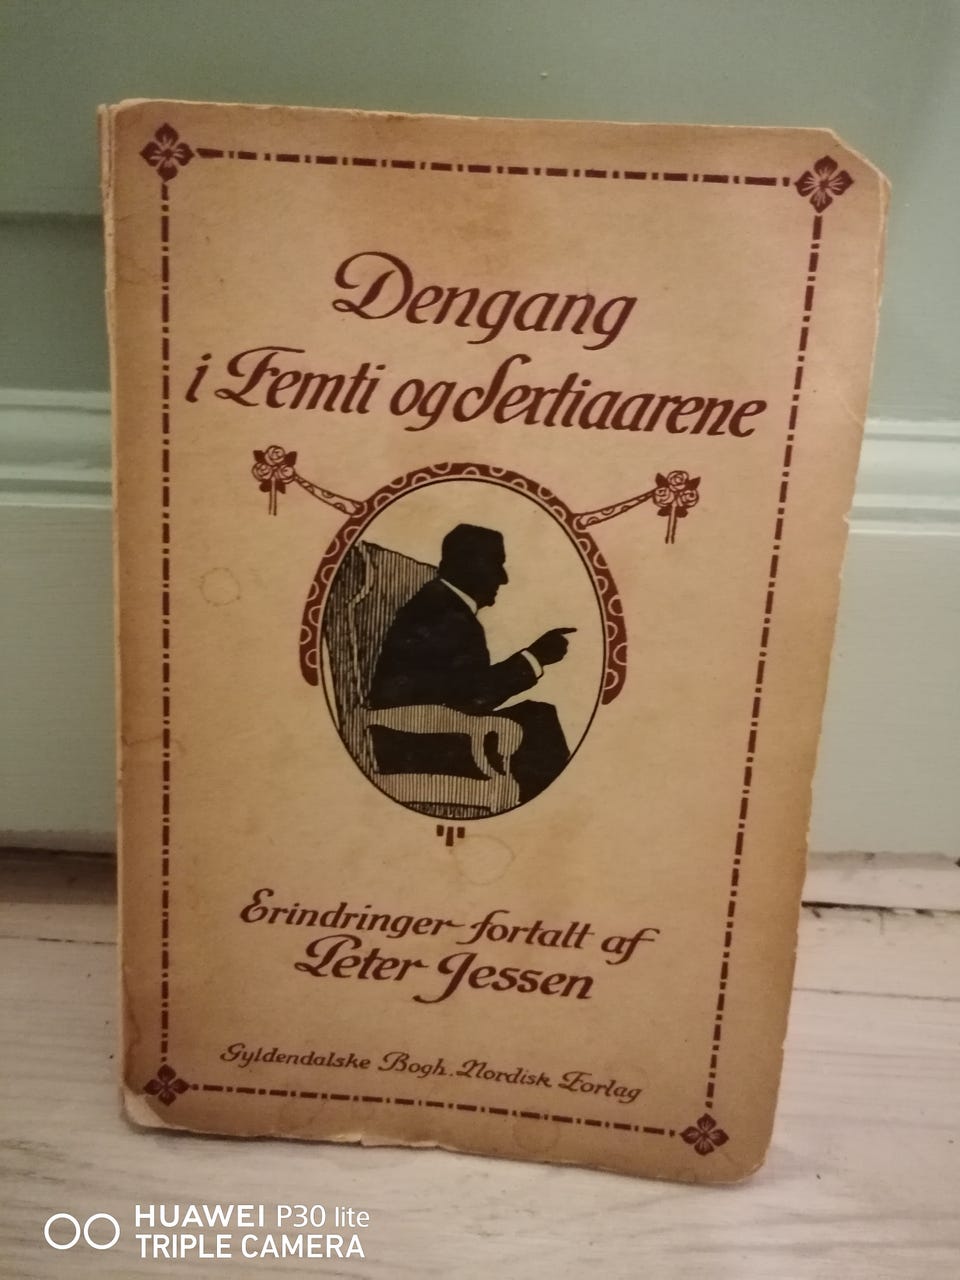 Dengang
i Femti og Sextiaarene
Erindringer fortalt af
Peter Jessen
Gyldendalske Bogh. Nordisk Forlag
HUAWEI P30 lite
TRIPLE CAMERA